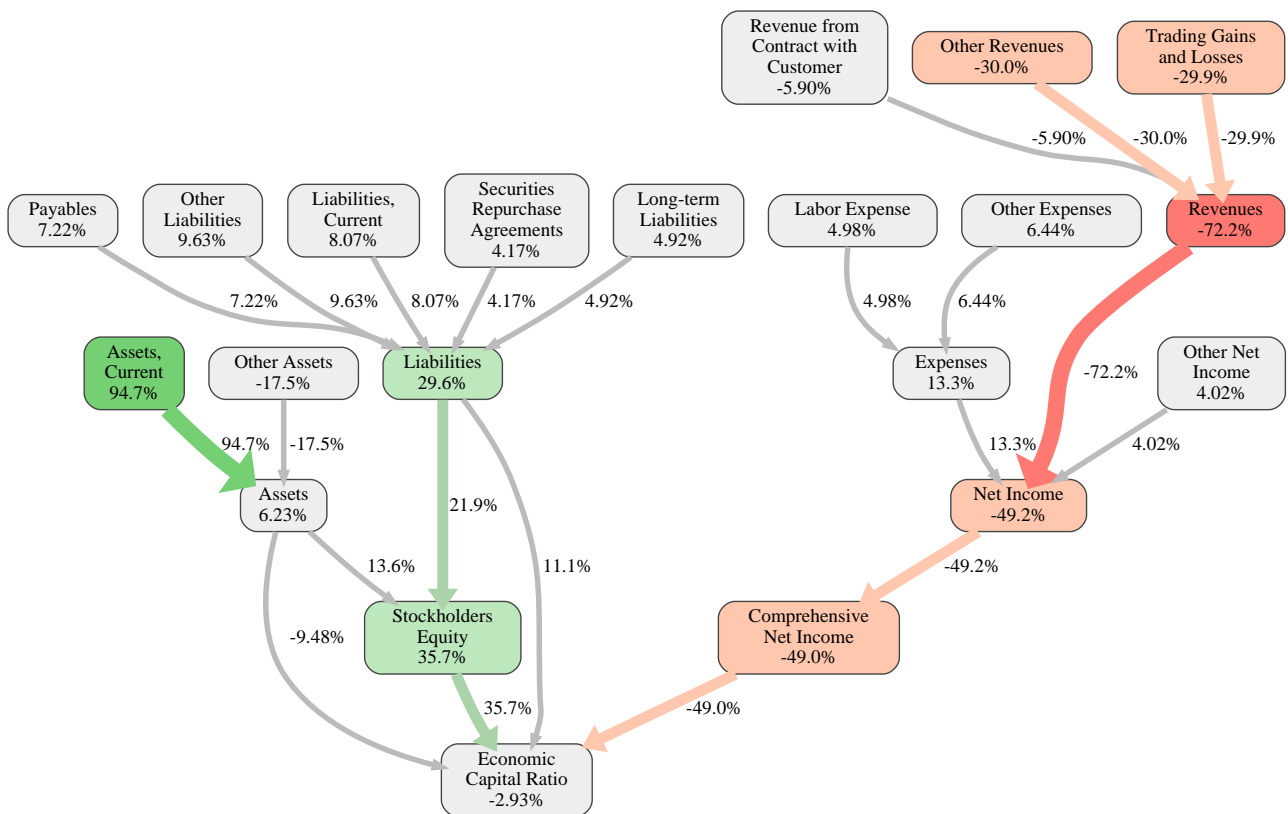 Revenue from
Contract with
Customer
-5.90%
Other Revenues
-30.0%
Trading Gains
and Losses
-29.9%
-5.90%
-30.0%
-29.9%
Payables
7.22%
Other
Liabilities
9.63%
Liabilities,
Current
8.07%
Securities
Repurchase
Agreements
4.17%
Long-term
Liabilities
4.92%
Labor Expense
4.98%
Other Expenses
6.44%
Revenues
-72.2%
7.22%
9.63%
8.07%
4.17%
4.92%
4.98%
6.44%
-72.2%
Assets,
Current
94.7%
Other Assets
-17.5%
Liabilities
29.6%
Expenses
13.3%
Other Net
Income
4.02%
94.7%
-17.5%
21.9%
11.1%
13.3%
4.02%
Assets
6.23%
Net Income
-49.2%
13.6%
-9.48%
-49.2%
Stockholders
Equity
35.7%
Comprehensive
Net Income
-49.0%
35.7%
-49.0%
Economic
Capital Ratio
-2.93%